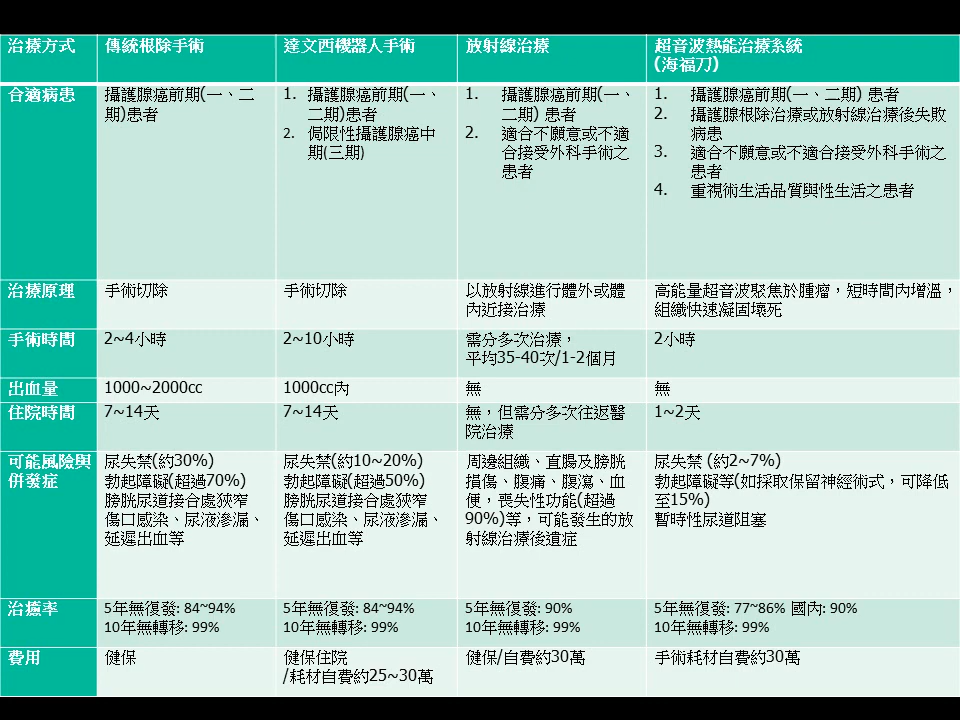 治療方式
傳統根除手術
達文西機器人手術
放射線治療
超音波熱能治療系統
(海福刀)
合適病患
攝護腺癌前期(一、二
期)患者
1. 攝護腺癌前期(一、
二期)患者
2. 侷限性攝護腺癌中
期(三期)
1. 攝護腺癌前期(一、
二期) 患者
2. 適合不願意或不適
合接受外科手術之
患者
1. 攝護腺癌前期(一、二期) 患者
2. 攝護腺根除治療或放射線治療後失敗
病患
3. 適合不願意或不適合接受外科手術之
患者
4. 重視術生活品質與性生活之患者
治療原理
手術切除
手術切除
以放射線進行體外或體
內近接治療
高能量超音波聚焦於腫瘤，短時間內增溫，
組織快速凝固壞死
手術時間
2~4小時
2~10小時
需分多次治療，
平均35-40次/1-2個月
2小時
出血量
1000~2000cc
1000cc內
無
無
住院時間
7~14天
7~14天
無，但需分多次往返醫
院治療
1~2天
可能風險與
併發症
尿失禁(約30%)
勃起障礙(超過70%)
膀胱尿道接合處狹窄
傷口感染、尿液滲漏、
延遲出血等
尿失禁(約10~20%)
勃起障礙(超過50%)
膀胱尿道接合處狹窄
傷口感染、尿液滲漏、
延遲出血等
周邊組織、直腸及膀胱
損傷、腹痛、腹瀉、血
便，喪失性功能(超過
90%)等，可能發生的放
射線治療後遺症
尿失禁 (約2~7%)
勃起障礙等(如採取保留神經術式，可降低
至15%)
暫時性尿道阻塞
治癒率
5年無復發: 84~94%
10年無轉移: 99%
5年無復發: 84~94%
10年無轉移: 99%
5年無復發: 90%
10年無轉移: 99%
5年無復發: 77~86% 國內: 90%
10年無轉移: 99%
費用
健保
健保住院
/耗材自費約25~30萬
健保/自費約30萬
手術耗材自費約30萬